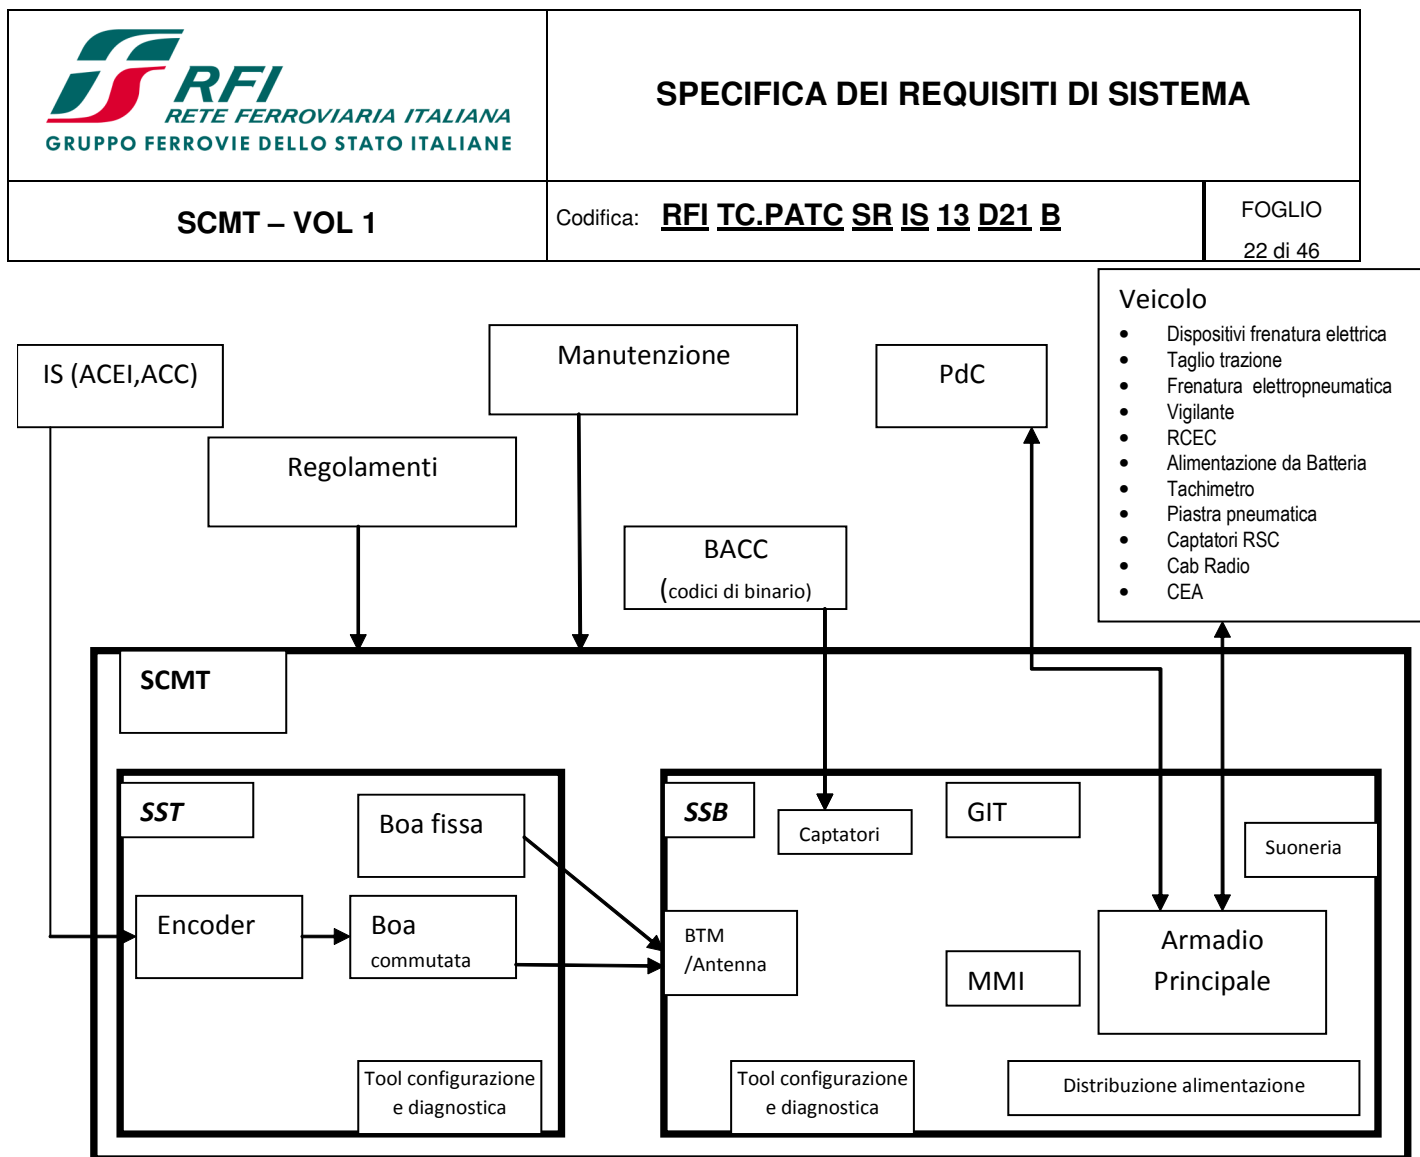 RFI
RETE FERROVIARIA ITALIANA
GRUPPO FERROVIE DELLO STATO ITALIANE
SPECIFICA DEI REQUISITI DI SISTEMA
SCMT – VOL 1
Codifica: RFI TC.PATC SR IS 13 D21 B
FOGLIO
22 di 46
Veicolo
• Dispositivi frenatura elettrica
• Taglio trazione
• Frenatura elettropneumatica
• Vigilante
• RCEC
• Alimentazione da Batteria
• Tachimetro
• Piastra pneumatica
• Captatori RSC
• Cab Radio
• CEA
IS (ACEI,ACC)
Manutenzione
PdC
Regolamenti
BACC
(codici di binario)
SCMT
SST
Boa fissa
Encoder
Boa
commutata
Tool configurazione
e diagnostica
SSB
Captatori
GIT
Suoneria
BTM
/Antenna
MMI
Armadio
Principale
Tool configurazione
e diagnostica
Distribuzione alimentazione